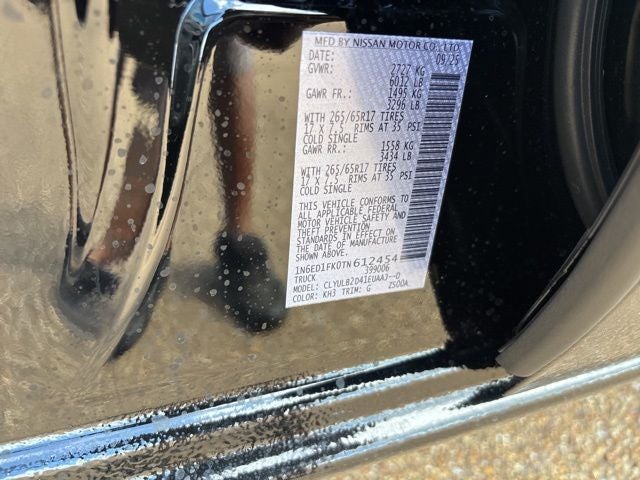 MFD BY NISSAN MOTOR CO., LTD.
DATE: 09/25
GVWR: 2727 KG
6012 LB
GAWR FR.: 1495 KG
3296 LB
WITH 265/65R17 TIRES
17 X 7.5 RIMS AT 35 PSI
COLD SINGLE
GAWR RR.: 1558 KG
3434 LB
WITH 265/65R17 TIRES
17 X 7.5 RIMS AT 35 PSI
COLD SINGLE
THIS VEHICLE CONFORMS TO
ALL APPLICABLE FEDERAL
MOTOR VEHICLE SAFETY AND
THEFT PREVENTION
STANDARDS IN EFFECT ON
THE DATE OF MANUFACTURE
SHOWN ABOVE
1N6ED1FK0TN612454
TRUCK 399006
MODEL: CLYULB2D41EUAAJ--D
COLOR: KH3 TRIM: G I500A